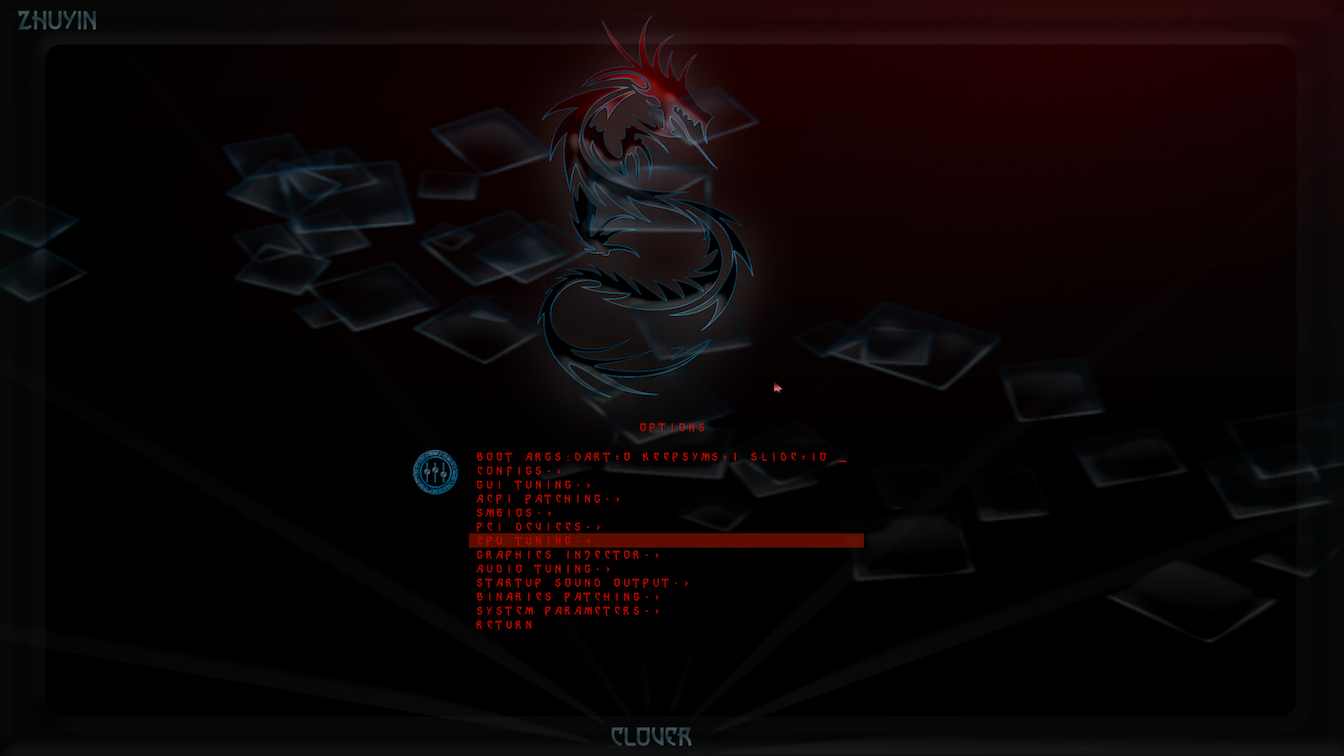 ZHUYIN
OPTIONS
BOOT ARGS:DART=0 KEEPSYMS=1 SLIDE=10 _
CONFIGS->
GUI TUNING->
ACPI PATCHING->
SMBIOS->
PCI DEVICES->
CPU TUNING->
GRAPHICS INJECTOR->
AUDIO TUNING->
STARTUP SOUND OUTPUT->
BINARIES PATCHING->
SYSTEM PARAMETERS->
RETURN
CLOVER